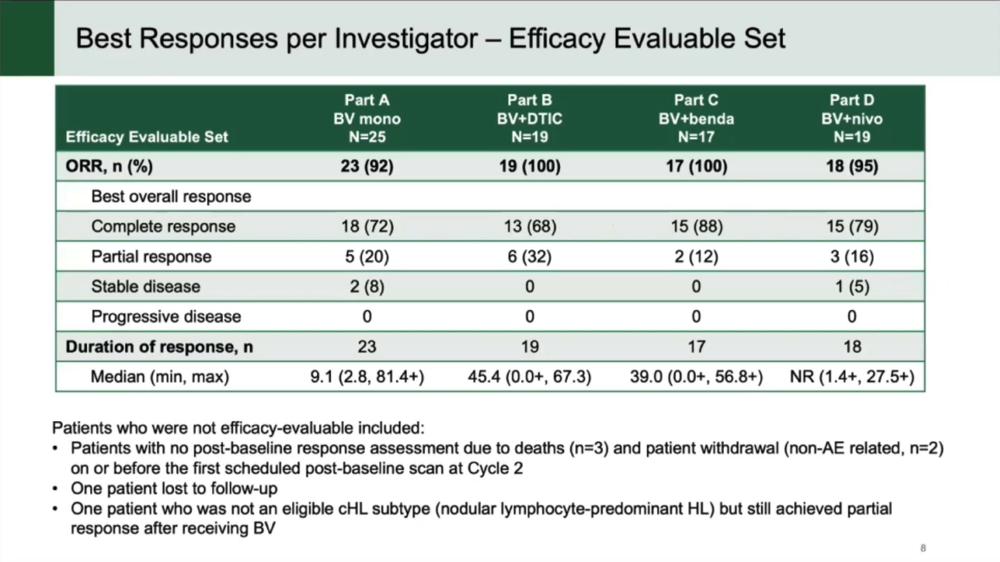 Best Responses per Investigator – Efficacy Evaluable Set
Part A Part B Part C Part D
BV mono BV+DTIC BV+benda BV+nivo
Efficacy Evaluable Set N=25 N=19 N=17 N=19
ORR, n (%) 23 (92) 19 (100) 17 (100) 18 (95)
Best overall response
Complete response 18 (72) 13 (68) 15 (88) 15 (79)
Partial response 5 (20) 6 (32) 2 (12) 3 (16)
Stable disease 2 (8) 0 0 1 (5)
Progressive disease 0 0 0 0
Duration of response, n 23 19 17 18
Median (min, max) 9.1 (2.8, 81.4+) 45.4 (0.0+, 67.3) 39.0 (0.0+, 56.8+) NR (1.4+, 27.5+)
Patients who were not efficacy-evaluable included:
• Patients with no post-baseline response assessment due to deaths (n=3) and patient withdrawal (non-AE related, n=2)
on or before the first scheduled post-baseline scan at Cycle 2
• One patient lost to follow-up
• One patient who was not an eligible cHL subtype (nodular lymphocyte-predominant HL) but still achieved partial
response after receiving BV
8